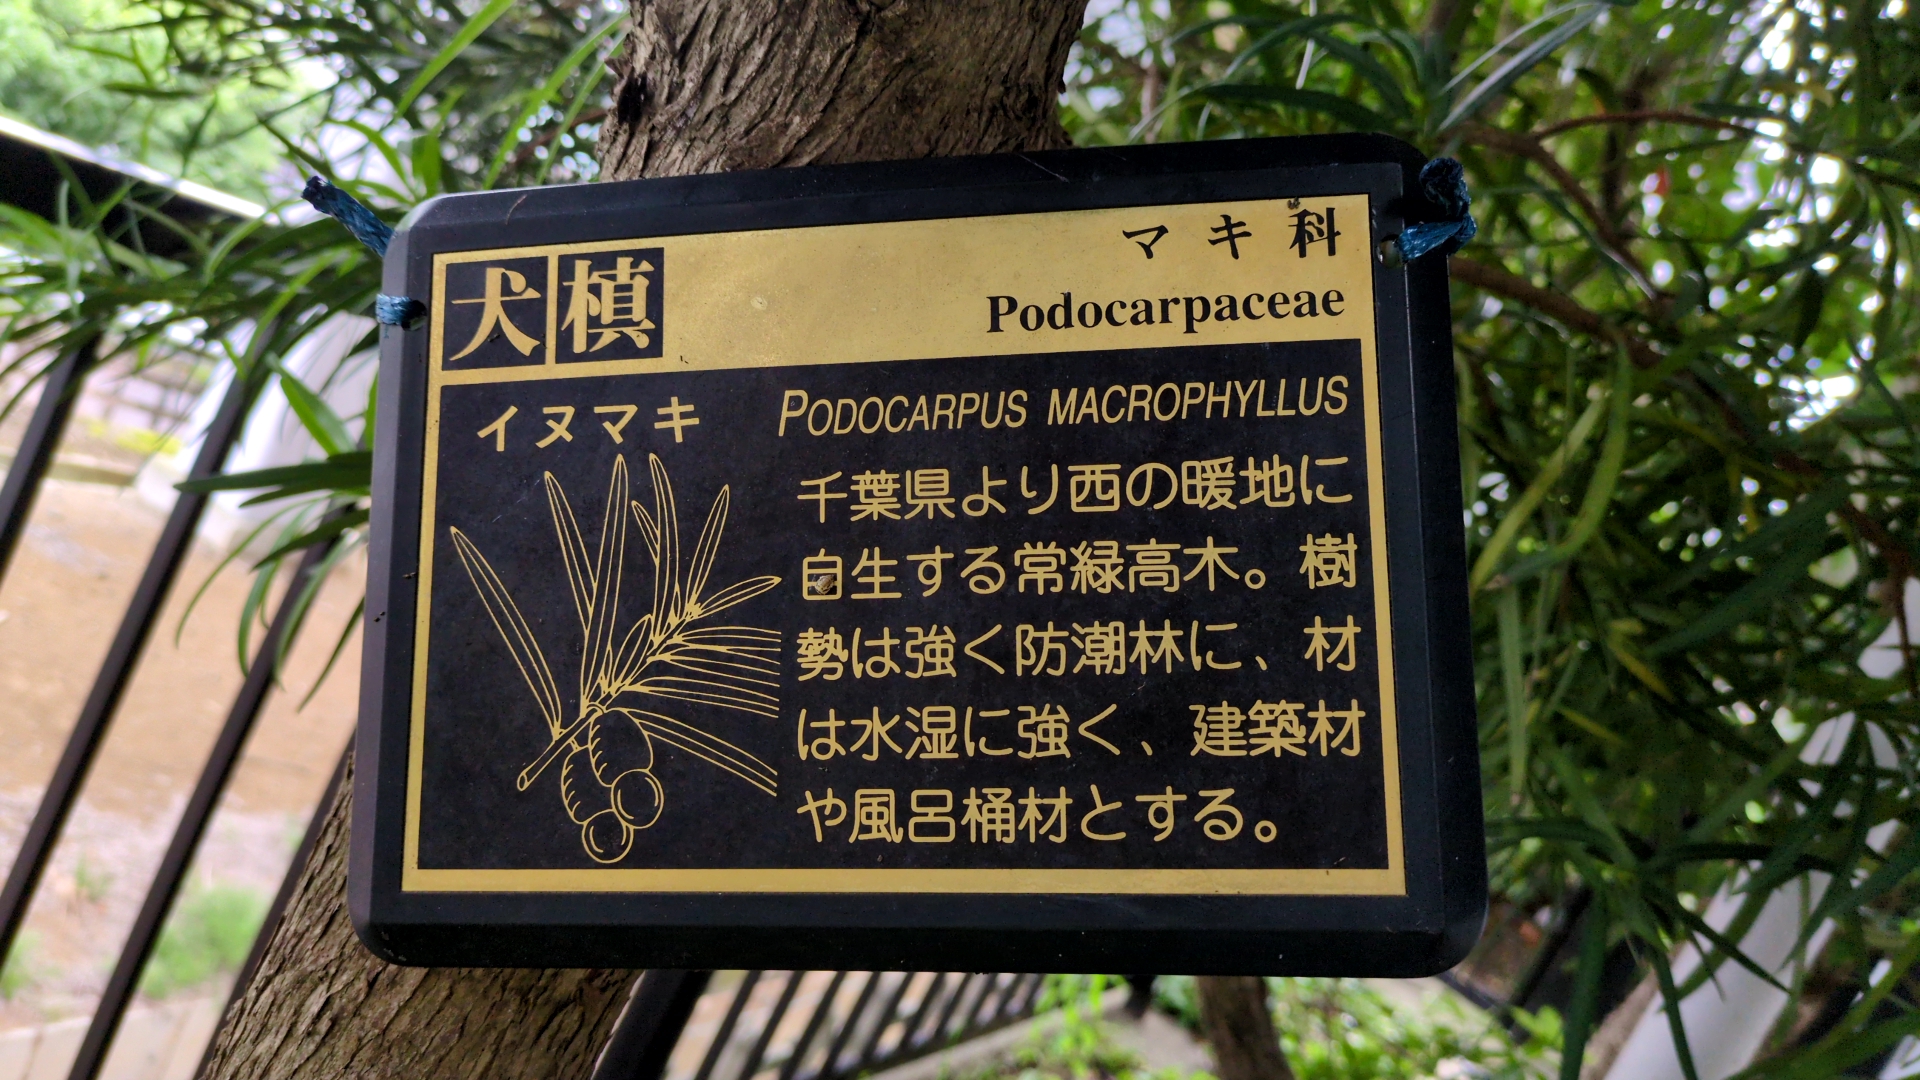 犬槙
マキ科
Podocarpaceae
イヌマキ
PODOCARPUS MACROPHYLLUS
千葉県より西の暖地に
自生する常緑高木。樹
勢は強く防潮林に、材
は水湿に強く、建築材
や風呂桶材とする。